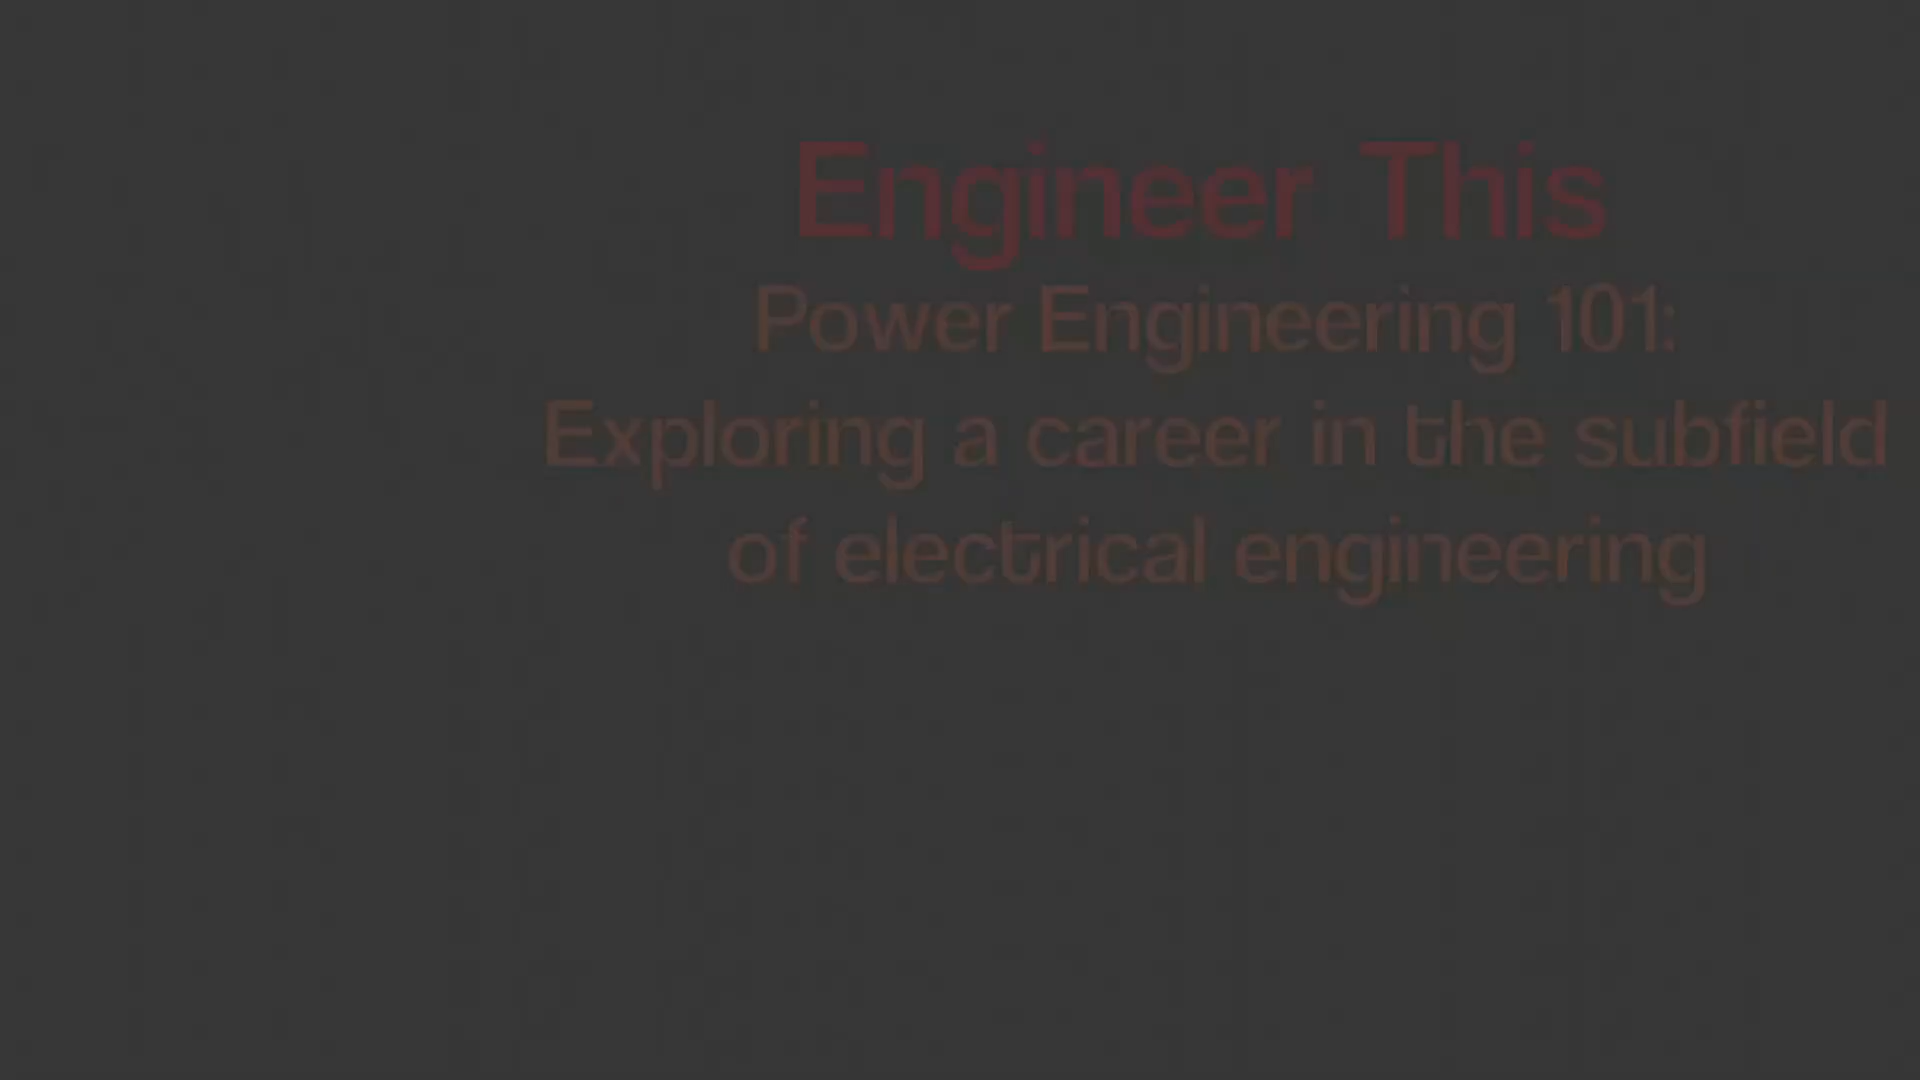 Engineer This
Power Engineering 101:
Exploring a career in the subfield
of electrical engineering